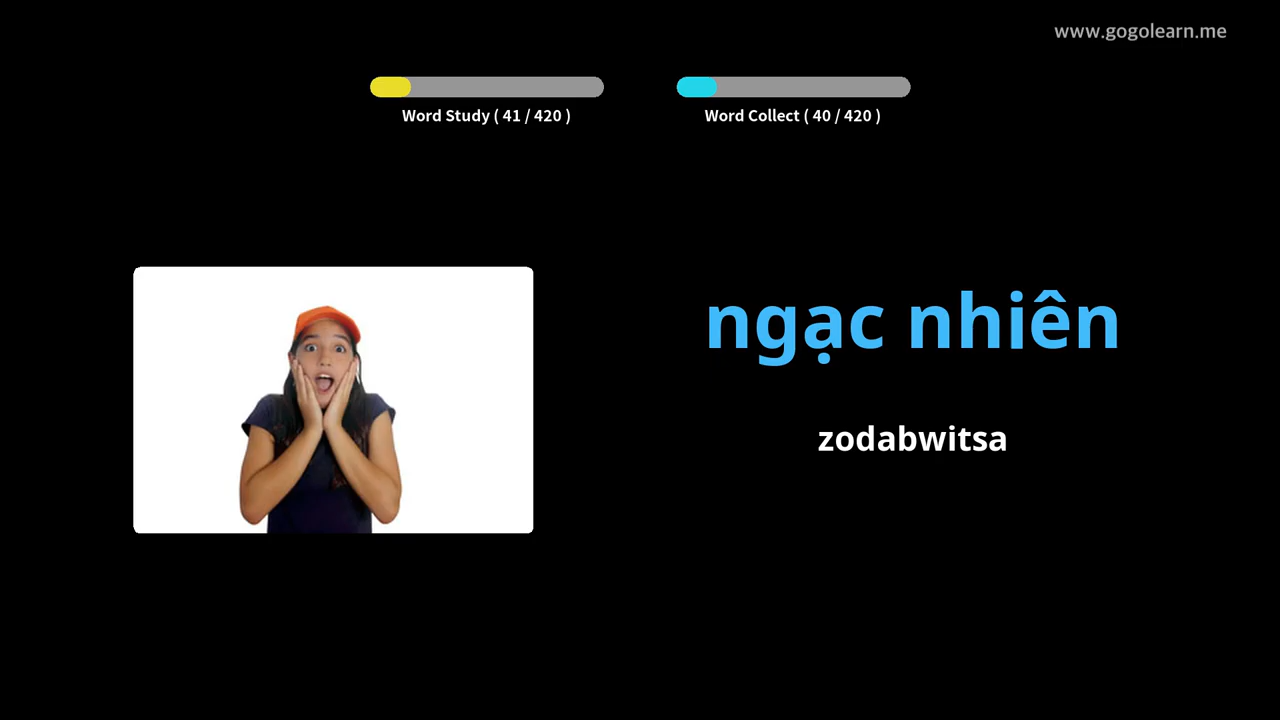 www.gogolearn.me
Word Study ( 41 / 420 )
Word Collect ( 40 / 420 )
ngạc nhiên
zodabwitsa